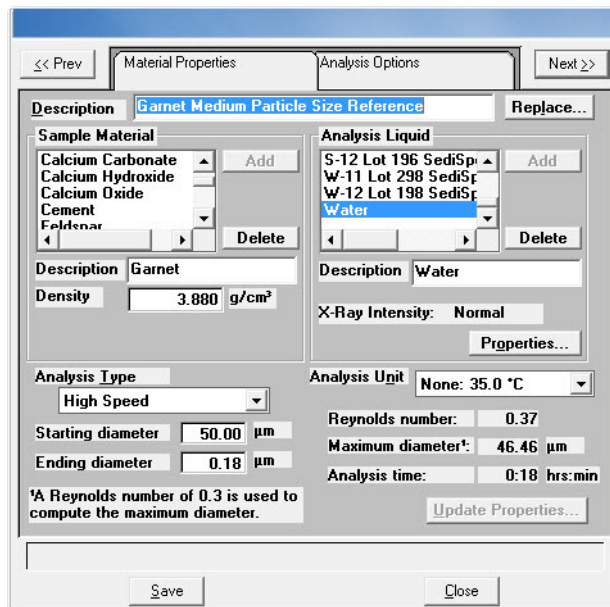 << Prev
Material Properties
Analysis Options
Next >>
Description
Garnet Medium Particle Size Reference
Replace...
Sample Material
Calcium Carbonate
Calcium Hydroxide
Calcium Oxide
Cement
Feldspar
Add
Delete
Description
Garnet
Density
3.880 g/cm³
Analysis Liquid
S-12 Lot 196 SediSp
W-11 Lot 298 SediSp
W-12 Lot 198 SediSp
Water
Add
Delete
Description
Water
X-Ray Intensity: Normal
Properties...
Analysis Type
High Speed
Starting diameter 50.00 µm
Ending diameter 0.18 µm
¹A Reynolds number of 0.3 is used to
compute the maximum diameter.
Analysis Unit
None: 35.0 °C
Reynolds number: 0.37
Maximum diameter¹: 46.46 µm
Analysis time: 0:18 hrs:min
Update Properties...
Save
Close